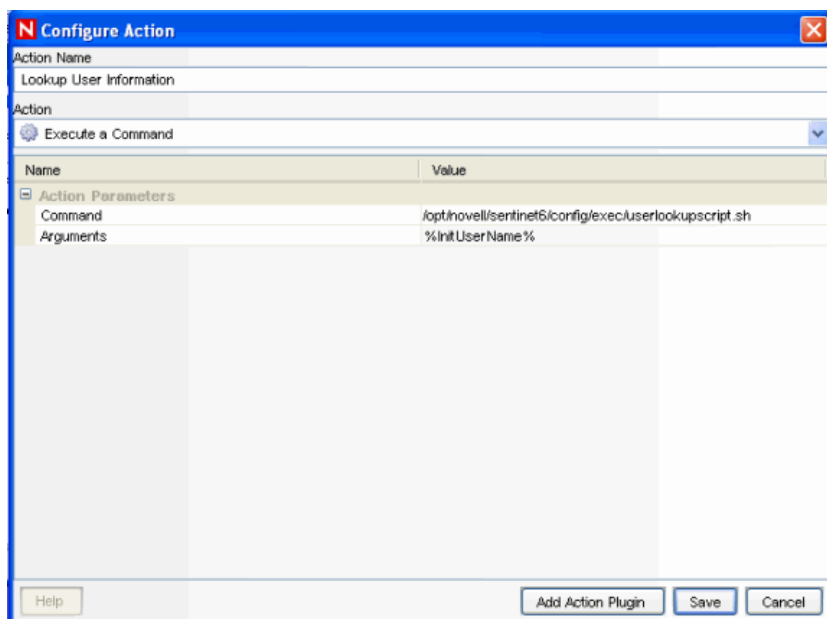 N Configure Action
Action Name
Lookup User Information
Action
Execute a Command
Name Value
Action Parameters
Command /opt/novell/sentinet6/config/exec/userlookupscript.sh
Arguments %InitUserName%
Help Add Action Plugin Save Cancel